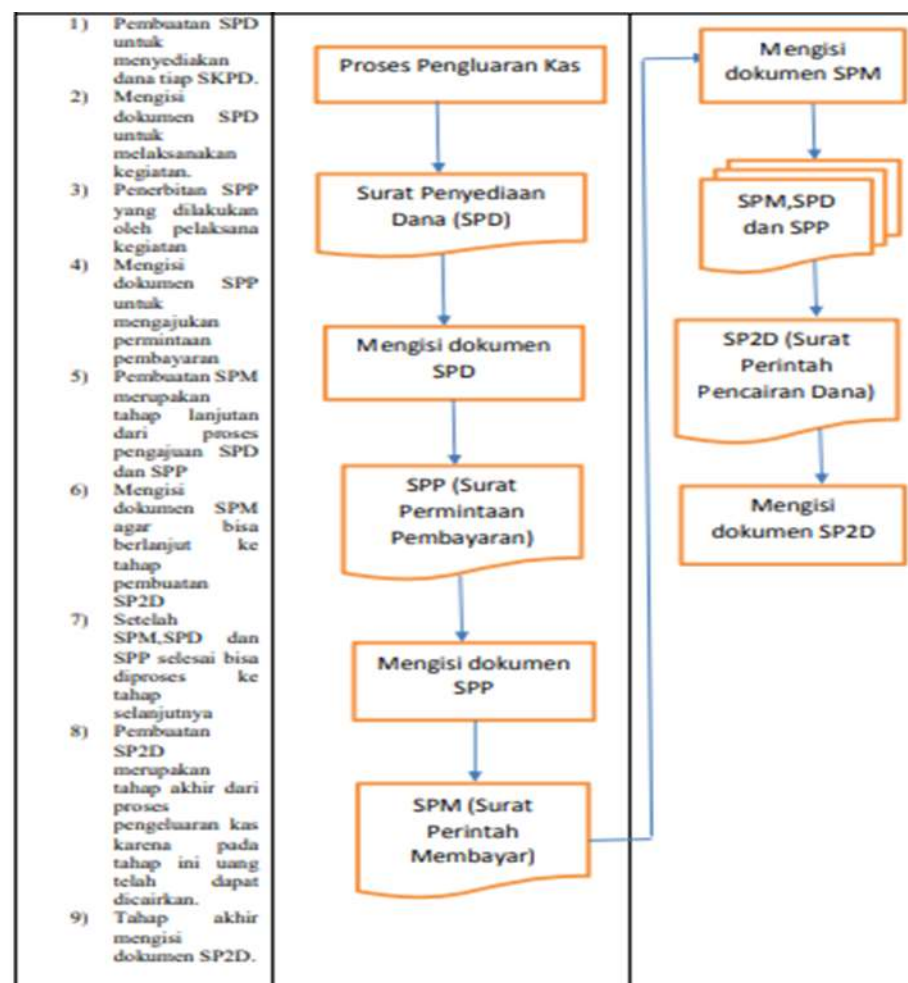 1) Pembuatan SPD
untuk
menyediakan
dana tiap SKPD.
2) Mengisi
dokumen SPD
untuk
melaksanakan
kegiatan.
3) Penerbitan SPP
yang dilakukan
oleh pelaksana
kegiatan
4) Mengisi
dokumen SPP
untuk
mengajukan
permintaan
pembayaran
5) Pembuatan SPM
merupakan
tahap lanjutan
dari proses
pengajuan SPD
dan SPP
6) Mengisi
dokumen SPM
agar bisa
berlanjut ke
tahap
pembuatan
SP2D
7) Setelah
SPM,SPD dan
SPP selesai bisa
diproses ke
tahap
selanjutnya
8) Pembuatan
SP2D
merupakan
tahap akhir dari
proses
pengeluaran kas
karena pada
tahap ini uang
telah dapat
dicairkan.
9) Tahap akhir
mengisi
dokumen SP2D.
Proses Pengluaran Kas
Surat Penyediaan
Dana (SPD)
Mengisi dokumen
SPD
SPP (Surat
Permintaan
Pembayaran)
Mengisi dokumen
SPP
SPM (Surat
Perintah
Membayar)
Mengisi
dokumen SPM
SPM,SPD
dan SPP
SP2D (Surat
Perintah
Pencairan Dana)
Mengisi
dokumen SP2D